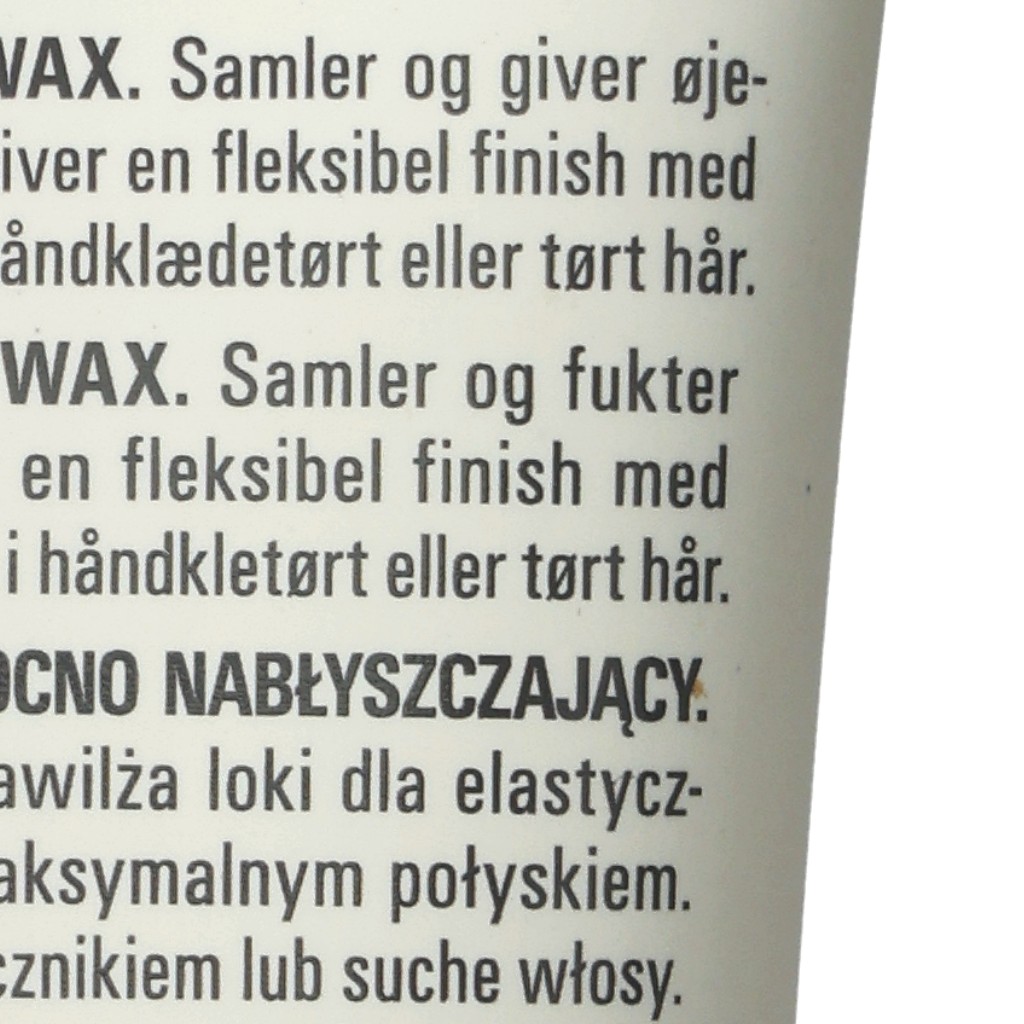 WAX. Samler og giver øje-
iver en fleksibel finish med
åndklædetørt eller tørt hår.
WAX. Samler og fukter
en fleksibel finish med
i håndkletørt eller tørt hår.
OCNO NABŁYSZCZAJĄCY.
awilża loki dla elastycz-
aksymalnym połyskiem.
cznikiem lub suche włosy.